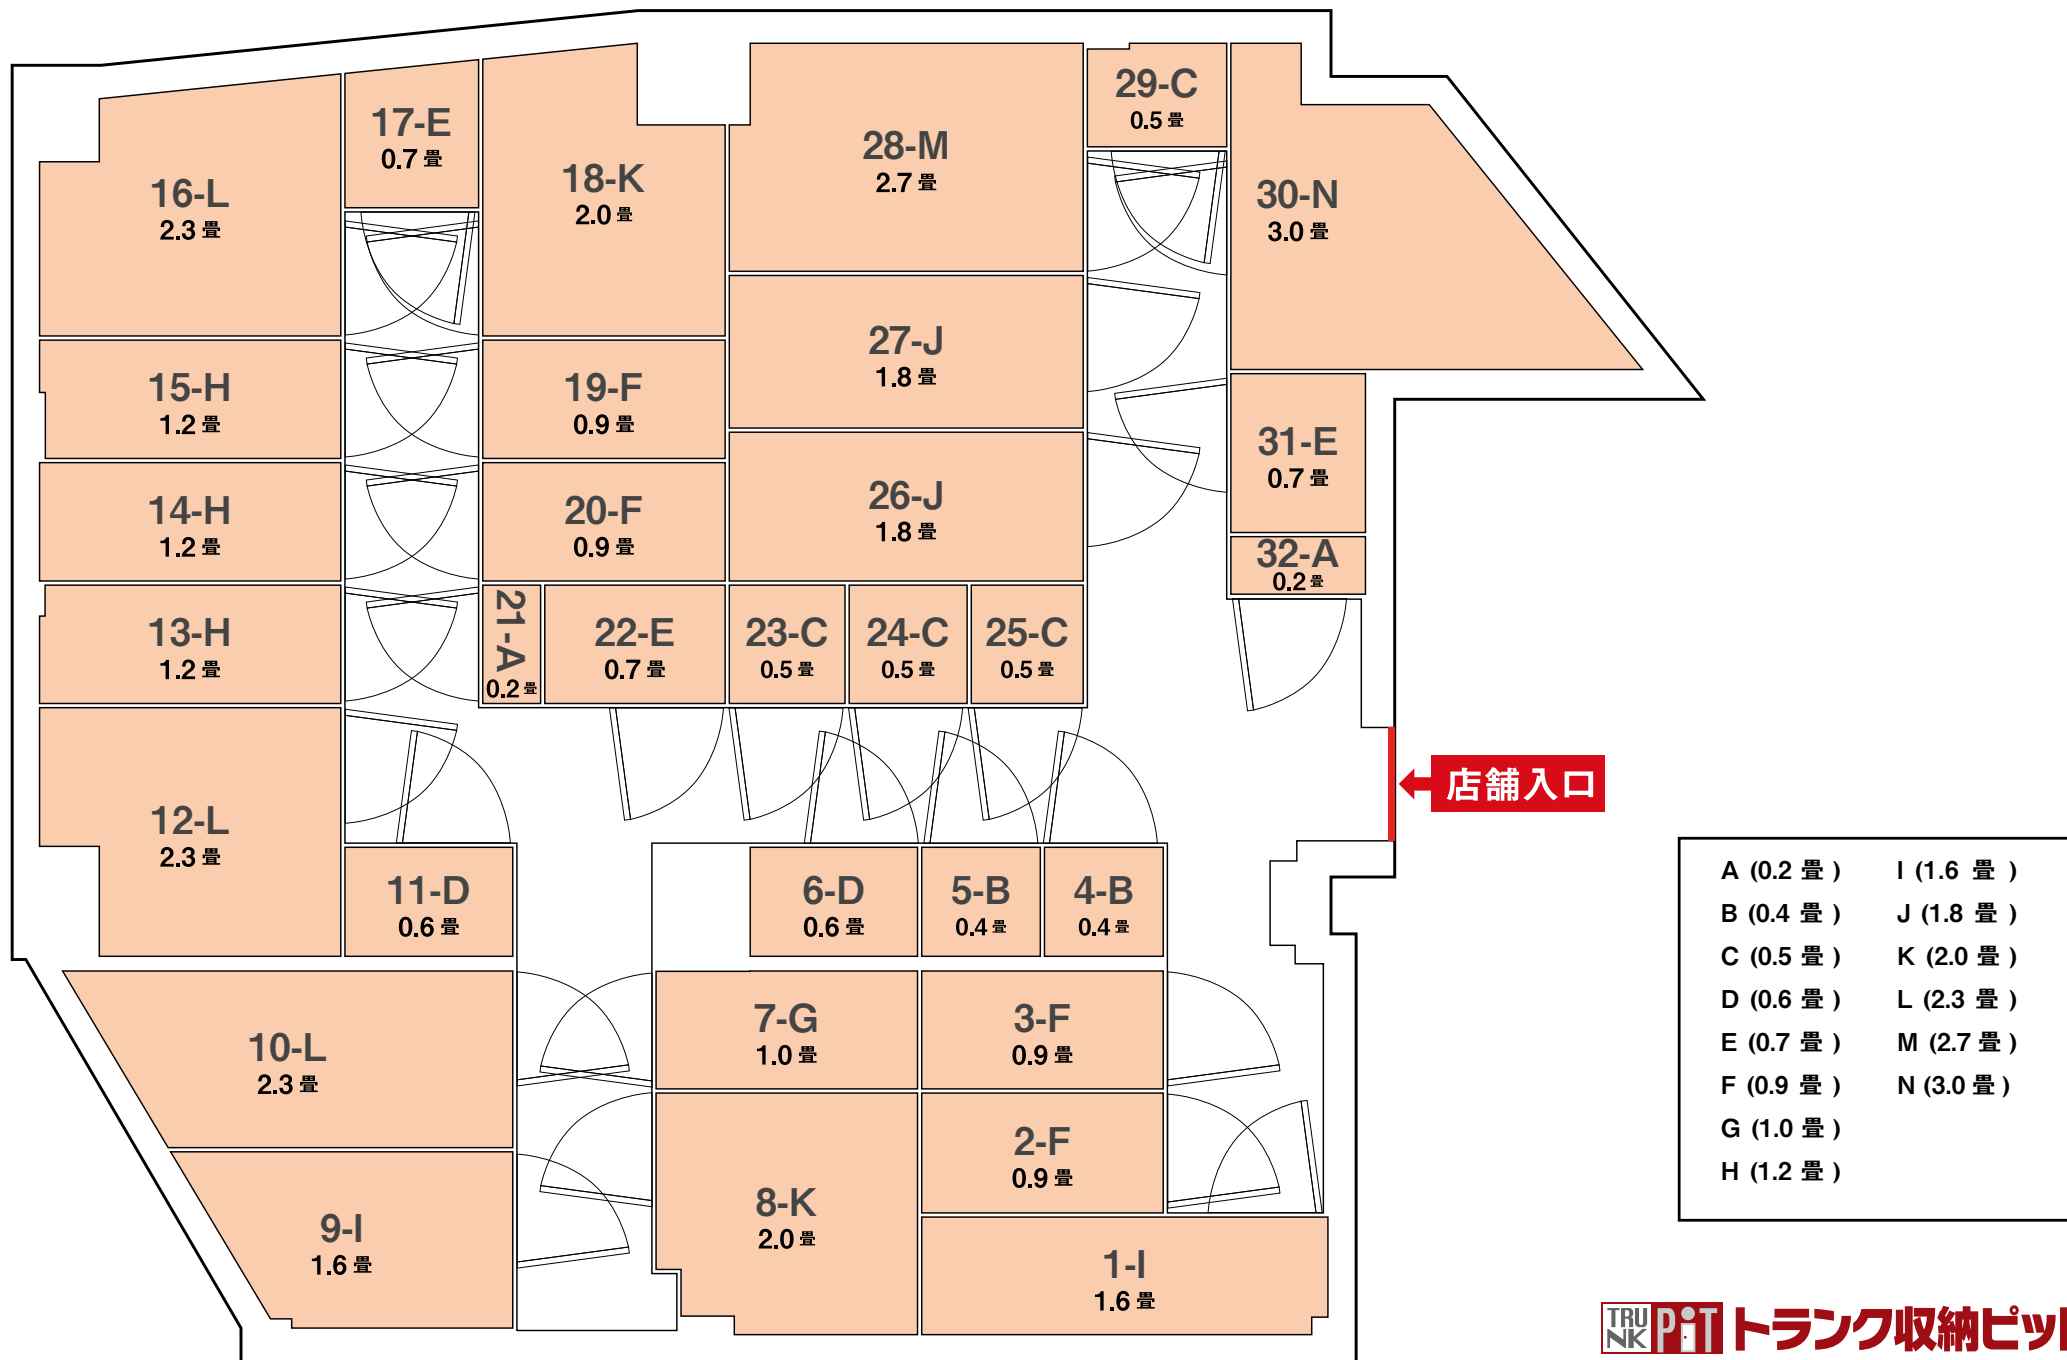 29-C
0.5 畳
17-E
0.7 畳
28-M
2.7 畳
18-K
2.0 畳
16-L
2.3 畳
30-N
3.0 畳
27-J
1.8 畳
15-H
1.2 畳
19-F
0.9 畳
31-E
0.7 畳
14-H
1.2 畳
20-F
0.9 畳
26-J
1.8 畳
32-A
0.2 畳
13-H
1.2 畳
21-A
0.2 畳
22-E
0.7 畳
23-C
0.5 畳
24-C
0.5 畳
25-C
0.5 畳
店舗入口
12-L
2.3 畳
11-D
0.6 畳
6-D
0.6 畳
5-B
0.4 畳
4-B
0.4 畳
10-L
2.3 畳
7-G
1.0 畳
3-F
0.9 畳
9-I
1.6 畳
8-K
2.0 畳
2-F
0.9 畳
1-I
1.6 畳
A (0.2 畳 )
B (0.4 畳 )
C (0.5 畳 )
D (0.6 畳 )
E (0.7 畳 )
F (0.9 畳 )
G (1.0 畳 )
H (1.2 畳 )
I (1.6 畳 )
J (1.8 畳 )
K (2.0 畳 )
L (2.3 畳 )
M (2.7 畳 )
N (3.0 畳 )
TRUNK PiT トランク収納ピット